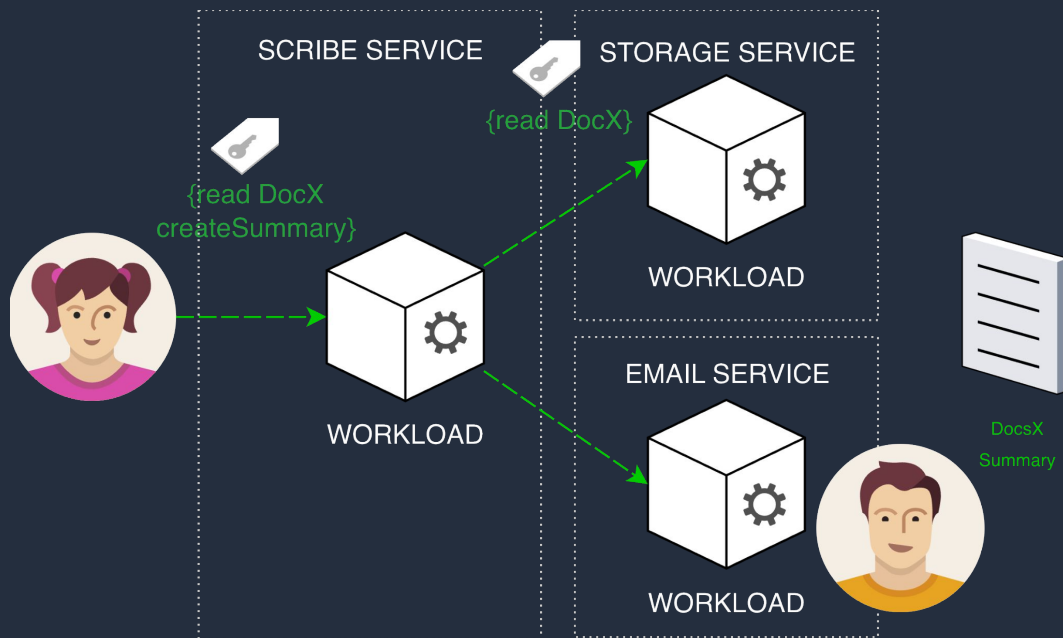 SCRIBE SERVICE
STORAGE SERVICE
{read DocX}
{read DocX
createSummary}
WORKLOAD
EMAIL SERVICE
WORKLOAD
DocsX
Summary
WORKLOAD